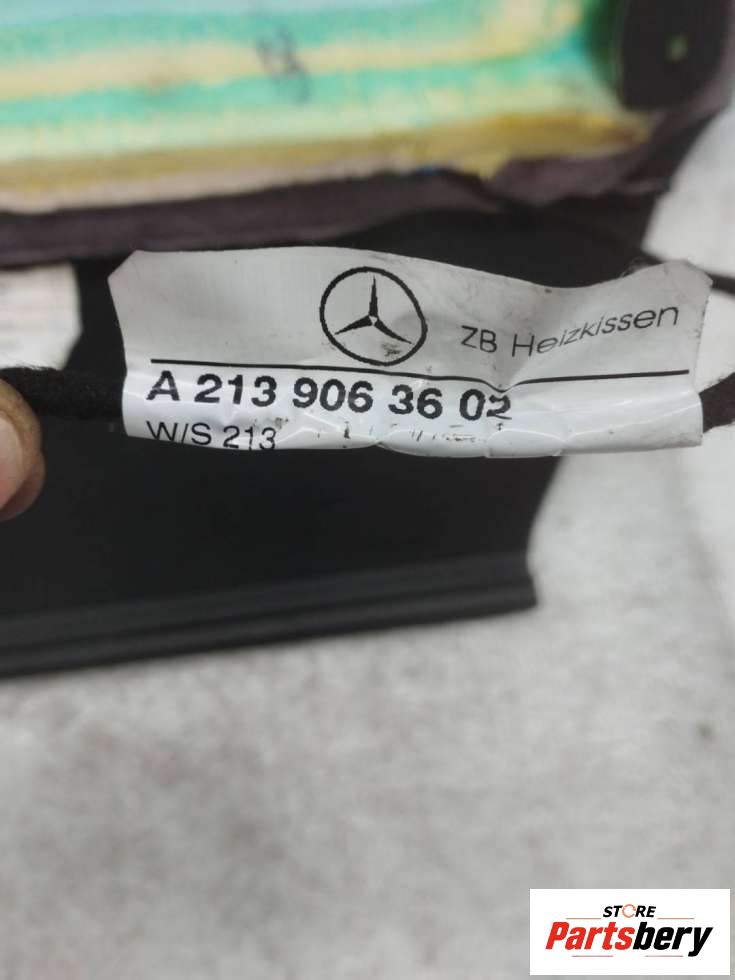 ZB Heizkissen
A 213 906 36 02
W/S 213
STORE
Partsbery